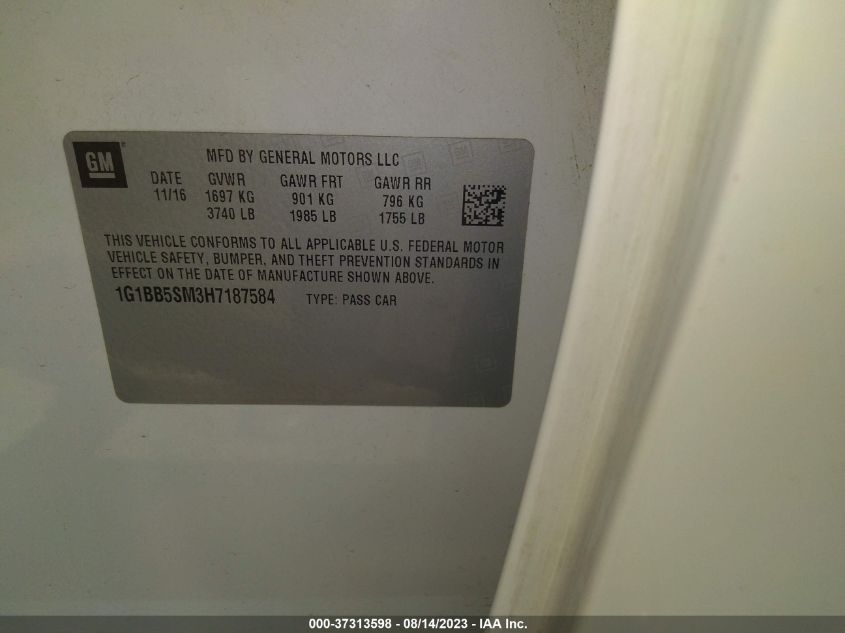 GM
MFD BY GENERAL MOTORS LLC
DATE GVWR GAWR FRT GAWR RR
11/16 1697 KG 901 KG 796 KG
3740 LB 1985 LB 1755 LB
THIS VEHICLE CONFORMS TO ALL APPLICABLE U.S. FEDERAL MOTOR
VEHICLE SAFETY, BUMPER, AND THEFT PREVENTION STANDARDS IN
EFFECT ON THE DATE OF MANUFACTURE SHOWN ABOVE.
1G1BB5SM3H7187584 TYPE: PASS CAR
000-37313598 - 08/14/2023 - IAA Inc.